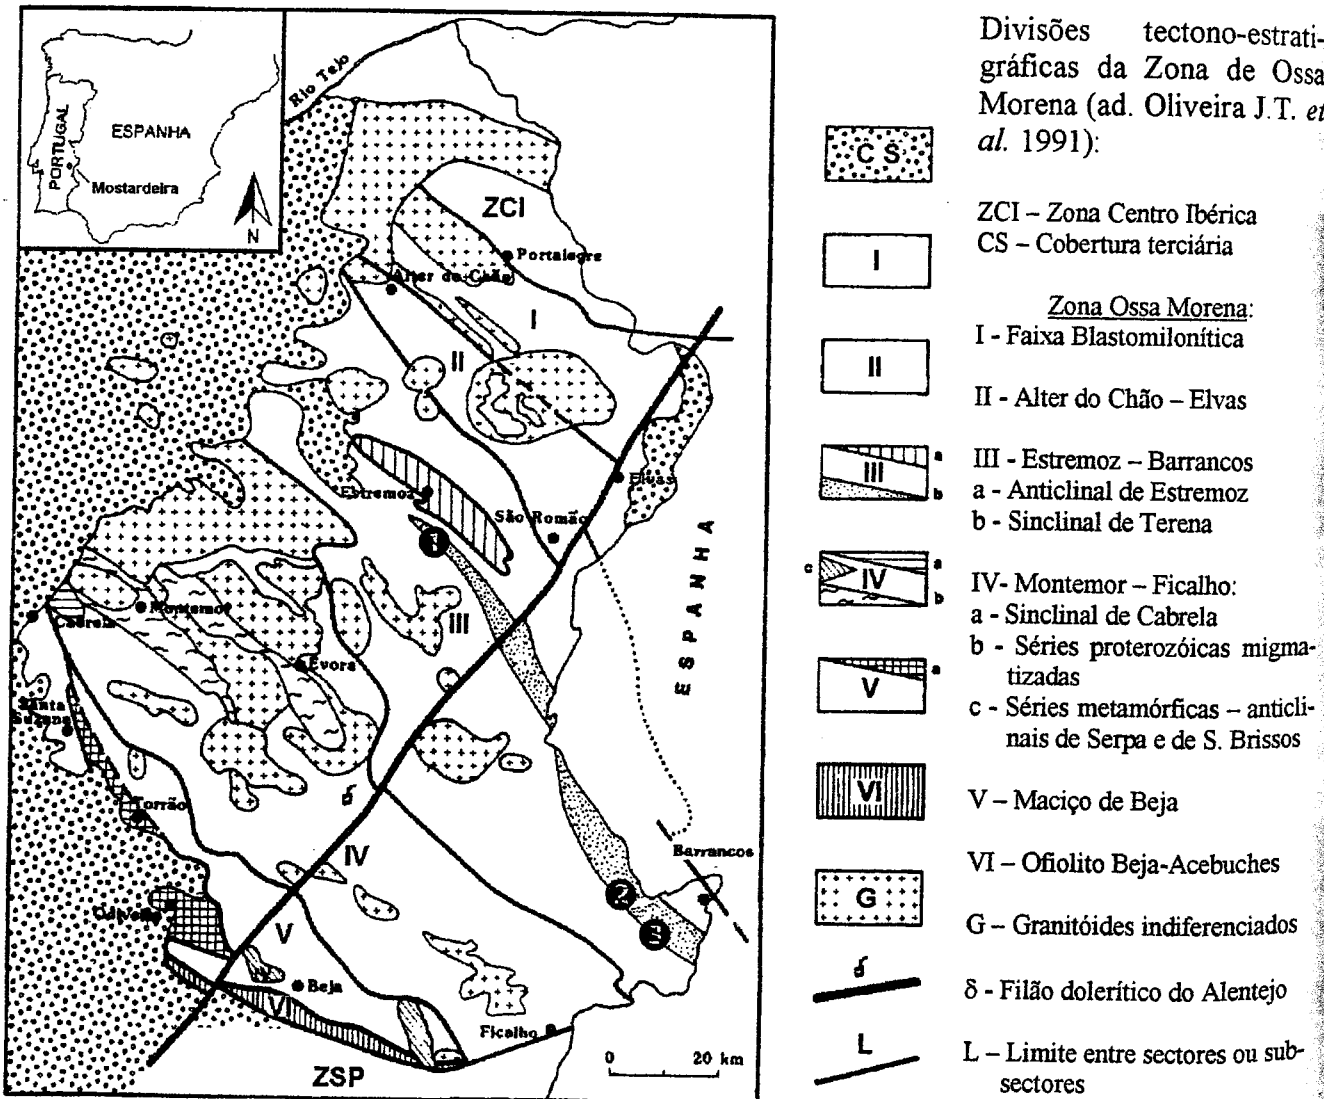 PORTUGAL
ESPANHA
Mostardeira
N
Rio Tejo
ZCI
Portalegre
Alter do Chão
I
II
Elvas
Estremoz
São Romão
1
ESPANHA
Montemor
Cabrela
III
Évora
Santa
Suzana
Torrão
δ
IV
Barrancos
2
3
Odivelas
V
IV
Beja
VI
Ficalho
0 20 km
ZSP
CS
I
II
III
a
b
c
IV
a
b
V
a
VI
G
δ
L
Divisões tectono-estrati-
gráficas da Zona de Ossa
Morena (ad. Oliveira J.T. et
al. 1991):
ZCI – Zona Centro Ibérica
CS – Cobertura terciária
Zona Ossa Morena:
I - Faixa Blastomilonítica
II - Alter do Chão – Elvas
III - Estremoz – Barrancos
a - Anticlinal de Estremoz
b - Sinclinal de Terena
IV- Montemor – Ficalho:
a - Sinclinal de Cabrela
b - Séries proterozóicas migma-
tizadas
c - Séries metamórficas – anticli-
nais de Serpa e de S. Brissos
V – Maciço de Beja
VI – Ofiolito Beja-Acebuches
G – Granitóides indiferenciados
δ - Filão dolerítico do Alentejo
L – Limite entre sectores ou sub-
sectores